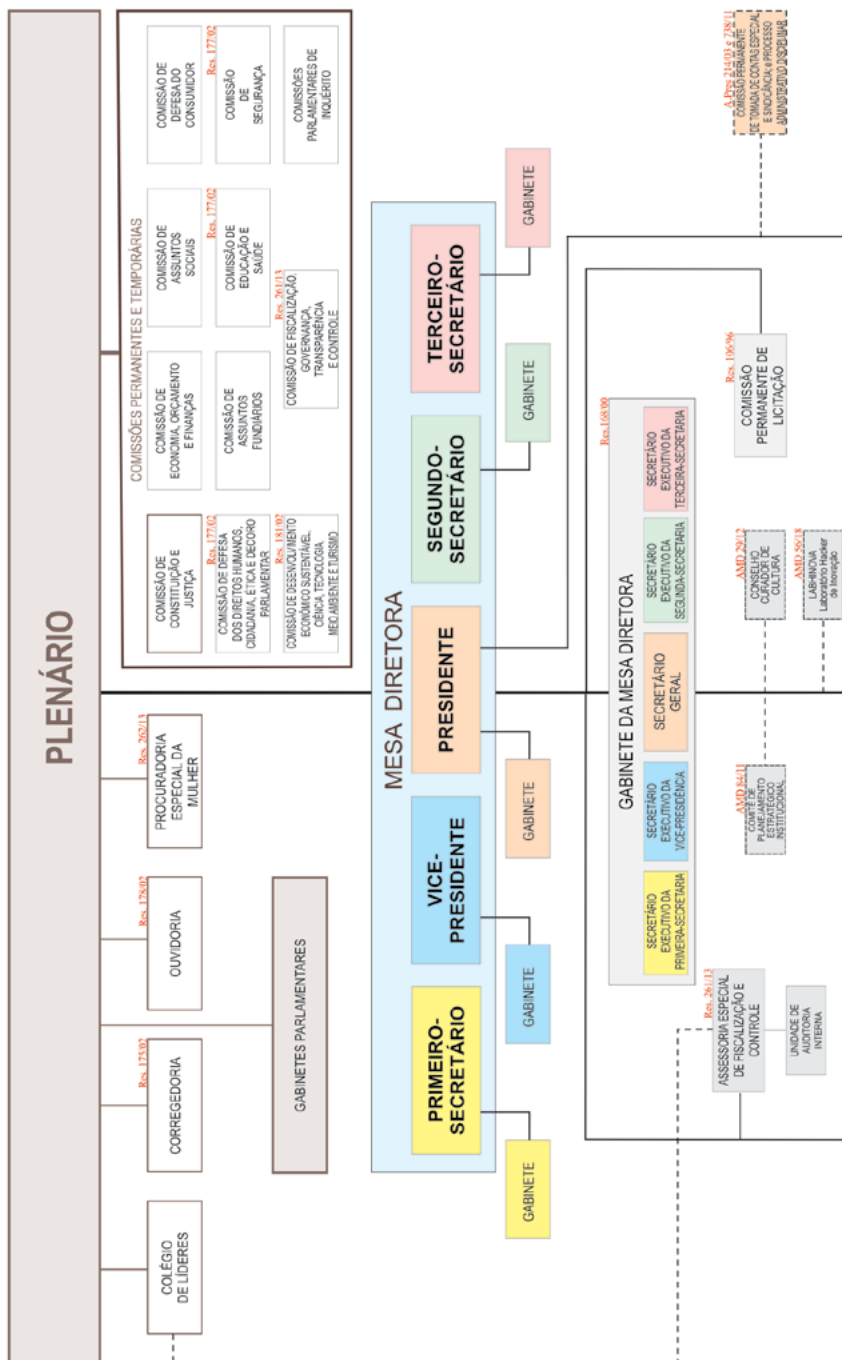 PLENÁRIO
COLÉGIO
DE LÍDERES
Res. 175/02
CORREGEDORIA
Res. 178/02
OUVIDORIA
Res. 262/13
PROCURADORIA
ESPECIAL DA
MULHER
GABINETES PARLAMENTARES
COMISSÕES PERMANENTES E TEMPORÁRIAS
COMISSÃO DE
CONSTITUIÇÃO E
JUSTIÇA
COMISSÃO DE
ECONOMIA, ORÇAMENTO
E FINANÇAS
COMISSÃO DE
ASSUNTOS
SOCIAIS
COMISSÃO DE
DEFESA DO
CONSUMIDOR
Res. 177/02
COMISSÃO DE DEFESA
DOS DIREITOS HUMANOS,
CIDADANIA, ÉTICA E DECORO
PARLAMENTAR
COMISSÃO DE
ASSUNTOS
FUNDIÁRIOS
Res. 177/02
COMISSÃO DE
EDUCAÇÃO E
SAÚDE
Res. 177/02
COMISSÃO
DE
SEGURANÇA
Res. 181/02
COMISSÃO DE DESENVOLVIMENTO
ECONÔMICO SUSTENTÁVEL,
CIÊNCIA, TECNOLOGIA,
MEIO AMBIENTE E TURISMO
Res. 261/13
COMISSÃO DE FISCALIZAÇÃO,
GOVERNANÇA,
TRANSPARÊNCIA
E CONTROLE
COMISSÕES
PARLAMENTARES DE
INQUÉRITO
MESA DIRETORA
PRIMEIRO-
SECRETÁRIO
VICE-
PRESIDENTE
PRESIDENTE
SEGUNDO-
SECRETÁRIO
TERCEIRO-
SECRETÁRIO
GABINETE
GABINETE
GABINETE
GABINETE
GABINETE
Res.168/00
GABINETE DA MESA DIRETORA
SECRETÁRIO
EXECUTIVO DA
PRIMEIRA-SECRETARIA
SECRETÁRIO
EXECUTIVO DA
VICE-PRESIDÊNCIA
SECRETÁRIO
GERAL
SECRETÁRIO
EXECUTIVO DA
SEGUNDA-SECRETARIA
SECRETÁRIO
EXECUTIVO DA
TERCEIRA-SECRETARIA
Res. 261/13
ASSESSORIA ESPECIAL
DE FISCALIZAÇÃO E
CONTROLE
UNIDADE DE
AUDITORIA
INTERNA
AMD 84/11
COMITÊ DE
PLANEJAMENTO
ESTRATÉGICO
INSTITUCIONAL
AMD 29/12
CONSELHO
CURADOR DE
CULTURA
AMD 56/18
LABHINOVA
Laboratório Hacker
de Inovação
Res. 106/96
COMISSÃO
PERMANENTE DE
LICITAÇÃO
A.Pres 214/03 e 738/11
COMISSÃO PERMANENTE
DE TOMADA DE CONTAS ESPECIAL
E SINDICÂNCIA; e PROCESSO
ADMINISTRATIVO DISCIPLINAR